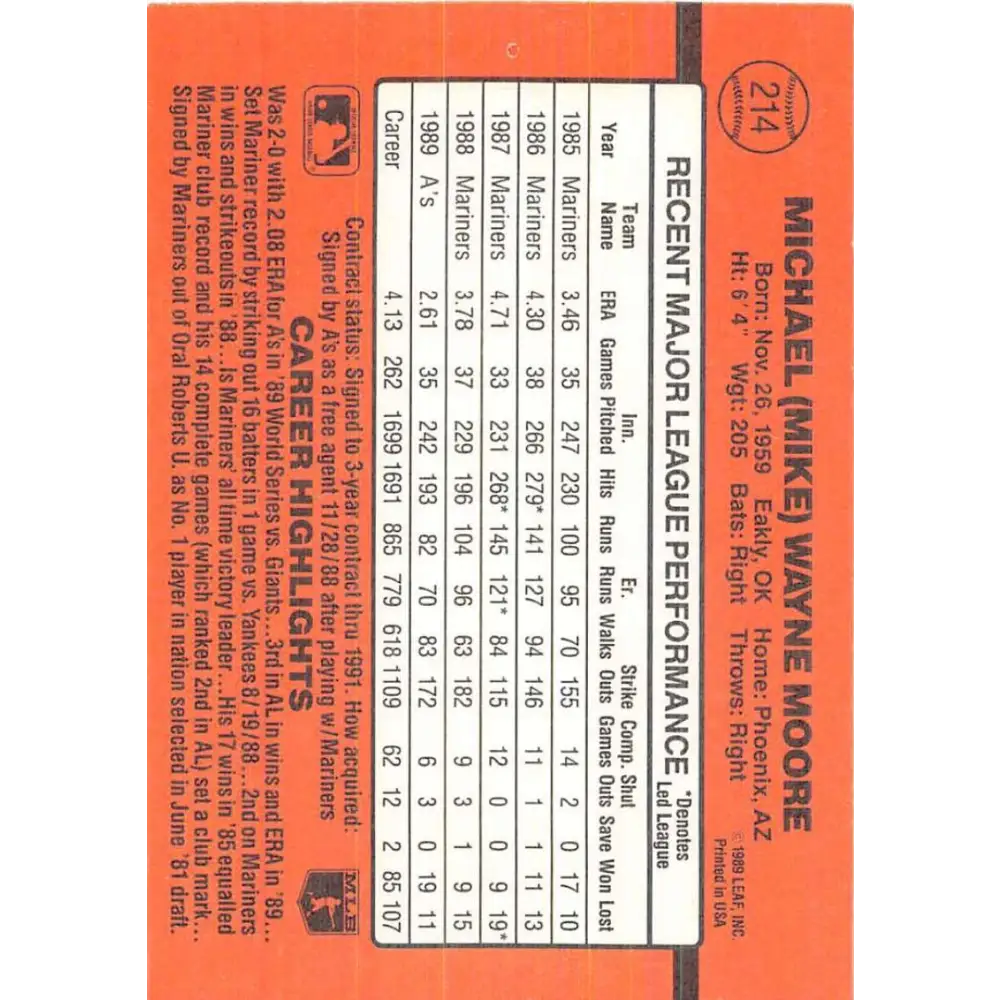 214
MICHAEL (MIKE) WAYNE MOORE
Born: Nov. 26, 1959 Eakly, OK Home: Phoenix, AZ
Ht: 6'4" Wgt: 205 Bats: Right Throws: Right
© 1989 LEAF, INC.
Printed in USA
RECENT MAJOR LEAGUE PERFORMANCE
*Denotes
Led League
Team Inn. Er. Strike Comp. Shut
Year Name ERA Games Pitched Hits Runs Runs Walks Outs Games Outs Save Won Lost
1985 Mariners 3.46 35 247 230 100 95 70 155 14 2 0 17 10
1986 Mariners 4.30 38 266 279* 141 127 94 146 11 1 1 11 13
1987 Mariners 4.71 33 231 268* 145 121* 84 115 12 0 0 9 19*
1988 Mariners 3.78 37 229 196 104 96 63 182 9 3 1 9 15
1989 A's 2.61 35 242 193 82 70 83 172 6 3 0 19 11
Career 4.13 262 1699 1691 865 779 618 1109 62 12 2 85 107
Contract status: Signed to 3-year contract thru 1991. How acquired:
Signed by A's as a free agent 11/28/88 after playing w/Mariners
MLB
CAREER HIGHLIGHTS
Was 2-0 with 2.08 ERA for A's in '89 World Series vs. Giants...3rd in AL in wins and ERA in '89...
Set Mariner record by striking out 16 batters in 1 game vs. Yankees 8/19/88...2nd on Mariners
in wins and strikeouts in '88...Is Mariners' all time victory leader...His 17 wins in '85 equalled
Mariner club record and his 14 complete games (which ranked 2nd in AL) set a club mark...
Signed by Mariners out of Oral Roberts U. as No. 1 player in nation selected in June '81 draft.